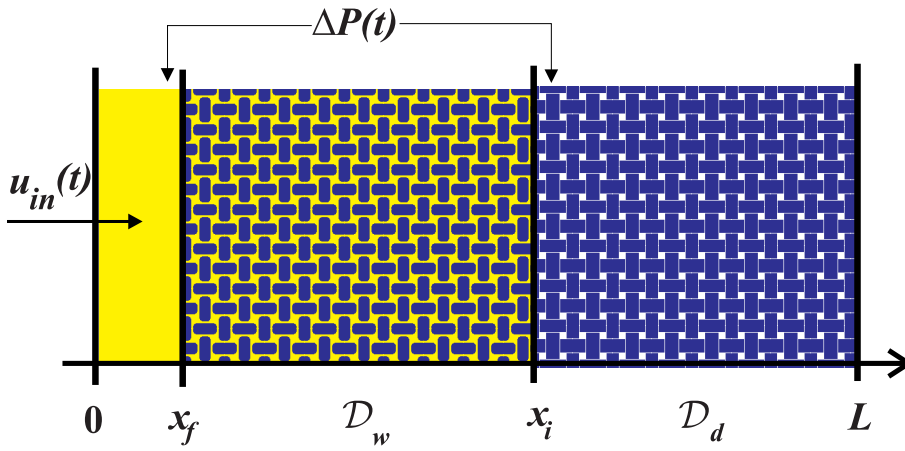 ΔP(t)
u_in(t)
0 x_f 𝒟_w x_i 𝒟_d L